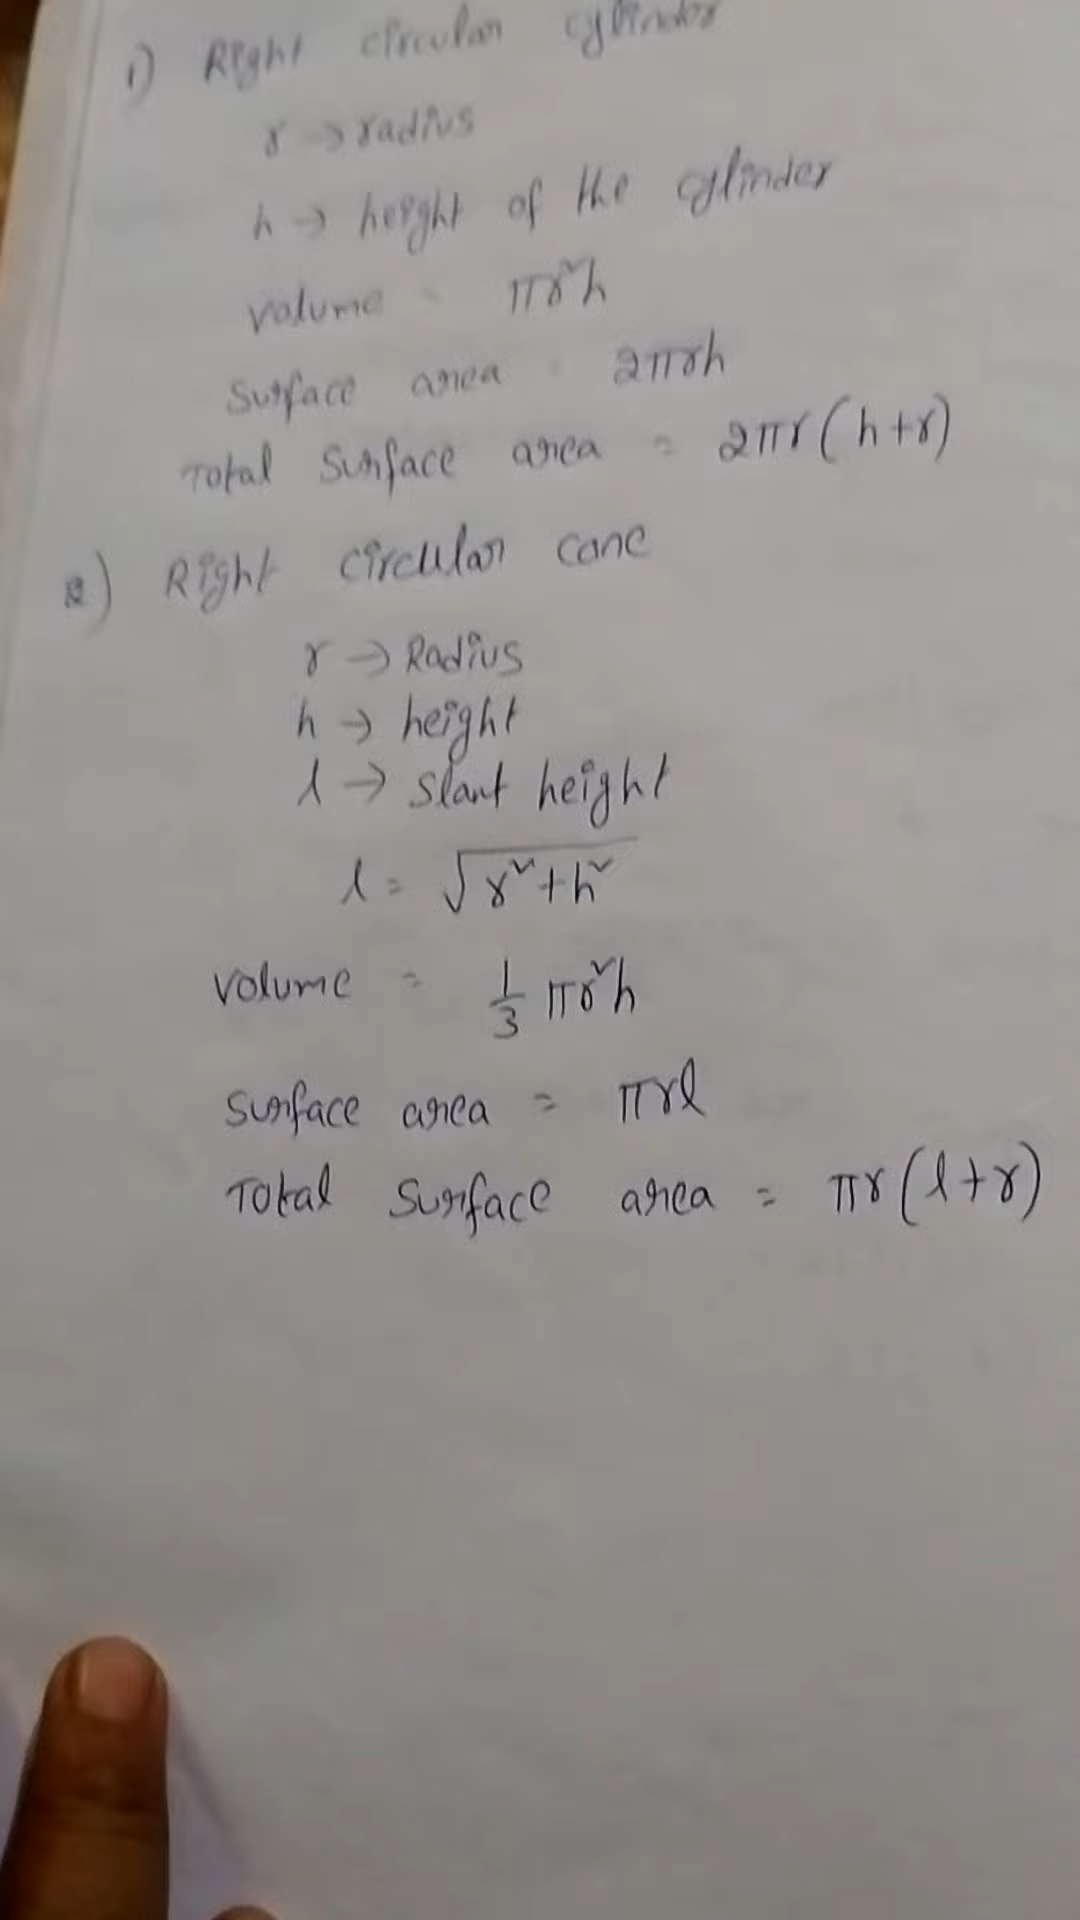 1) Right circular cylinder
r → radius
h → height of the cylinder
volume = πr²h
Surface area = 2πrh
Total Surface area = 2πr(h+r)
2) Right circular cone
r → Radius
h → height
l → slant height
l = √r²+h²
volume = 1/3 πr²h
Surface area = πrl
Total Surface area = πr(l+r)